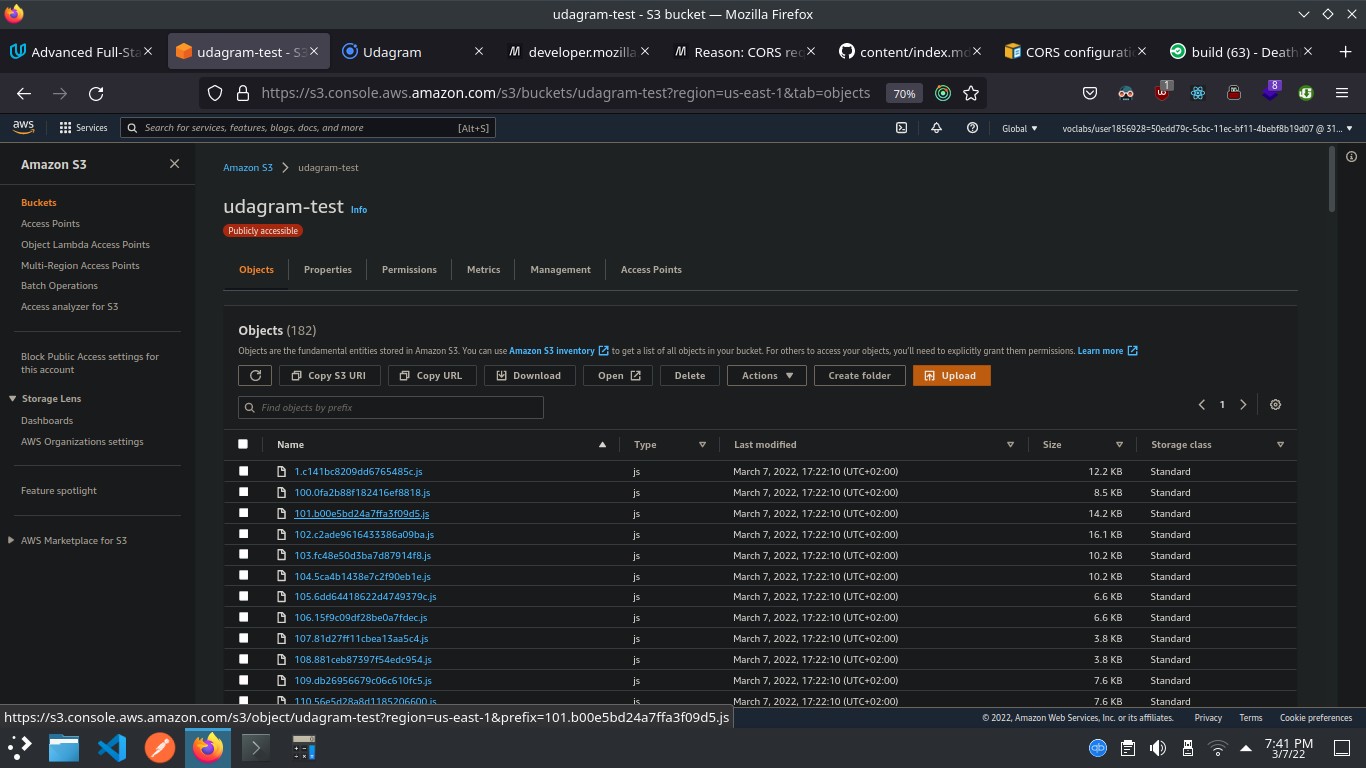 udagram-test - S3 bucket — Mozilla Firefox
Advanced Full-Sta
udagram-test - S3
Udagram
developer.mozilla
Reason: CORS req
content/index.md
CORS configurati
build (63) - Death
https://s3.console.aws.amazon.com/s3/buckets/udagram-test?region=us-east-1&tab=objects
70%
1
8
aws
Services
Search for services, features, blogs, docs, and more
[Alt+S]
Global
voclabs/user1856928=50edd79c-5cbc-11ec-bf11-4bebf8b19d07 @ 31...
Amazon S3
Buckets
Access Points
Object Lambda Access Points
Multi-Region Access Points
Batch Operations
Access analyzer for S3
Block Public Access settings for
this account
Storage Lens
Dashboards
AWS Organizations settings
Feature spotlight
AWS Marketplace for S3
Amazon S3 > udagram-test
udagram-test Info
Publicly accessible
Objects Properties Permissions Metrics Management Access Points
Objects (182)
Objects are the fundamental entities stored in Amazon S3. You can use Amazon S3 inventory to get a list of all objects in your bucket. For others to access your objects, you'll need to explicitly grant them permissions. Learn more
Copy S3 URI Copy URL Download Open Delete Actions Create folder Upload
Find objects by prefix
1
Name Type Last modified Size Storage class
1.c141bc8209dd6765485c.js js March 7, 2022, 17:22:10 (UTC+02:00) 12.2 KB Standard
100.0fa2b88f182416ef8818.js js March 7, 2022, 17:22:10 (UTC+02:00) 8.5 KB Standard
101.b00e5bd24a7ffa3f09d5.js js March 7, 2022, 17:22:10 (UTC+02:00) 14.2 KB Standard
102.c2ade9616433386a09ba.js js March 7, 2022, 17:22:10 (UTC+02:00) 16.1 KB Standard
103.fc48e50d3ba7d87914f8.js js March 7, 2022, 17:22:10 (UTC+02:00) 10.2 KB Standard
104.5ca4b1438e7c2f90eb1e.js js March 7, 2022, 17:22:10 (UTC+02:00) 10.2 KB Standard
105.6dd64418622d4749379c.js js March 7, 2022, 17:22:10 (UTC+02:00) 6.6 KB Standard
106.15f9c09df28be0a7fdec.js js March 7, 2022, 17:22:10 (UTC+02:00) 6.6 KB Standard
107.81d27ff11cbea13aa5c4.js js March 7, 2022, 17:22:10 (UTC+02:00) 3.8 KB Standard
108.881ceb87397f54edc954.js js March 7, 2022, 17:22:10 (UTC+02:00) 3.8 KB Standard
109.db26956679c06c610fc5.js js March 7, 2022, 17:22:10 (UTC+02:00) 7.6 KB Standard
110.56e5d28a8d1185206600.js js March 7, 2022, 17:22:10 (UTC+02:00) 7.6 KB Standard
https://s3.console.aws.amazon.com/s3/object/udagram-test?region=us-east-1&prefix=101.b00e5bd24a7ffa3f09d5.js
© 2022, Amazon Web Services, Inc. or its affiliates. Privacy Terms Cookie preferences
qb
7:41 PM
3/7/22